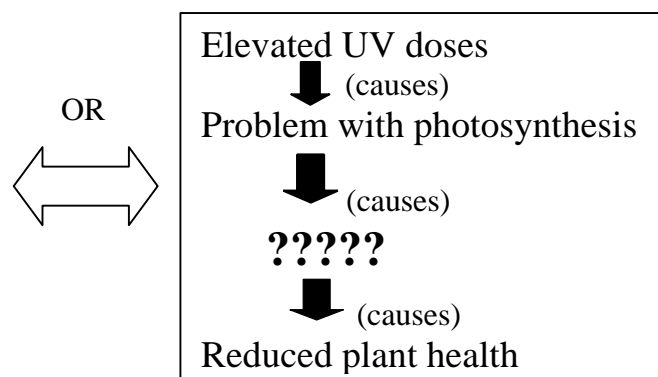 Elevated UV doses
(causes)
OR
Problem with photosynthesis
(causes)
?????
(causes)
Reduced plant health